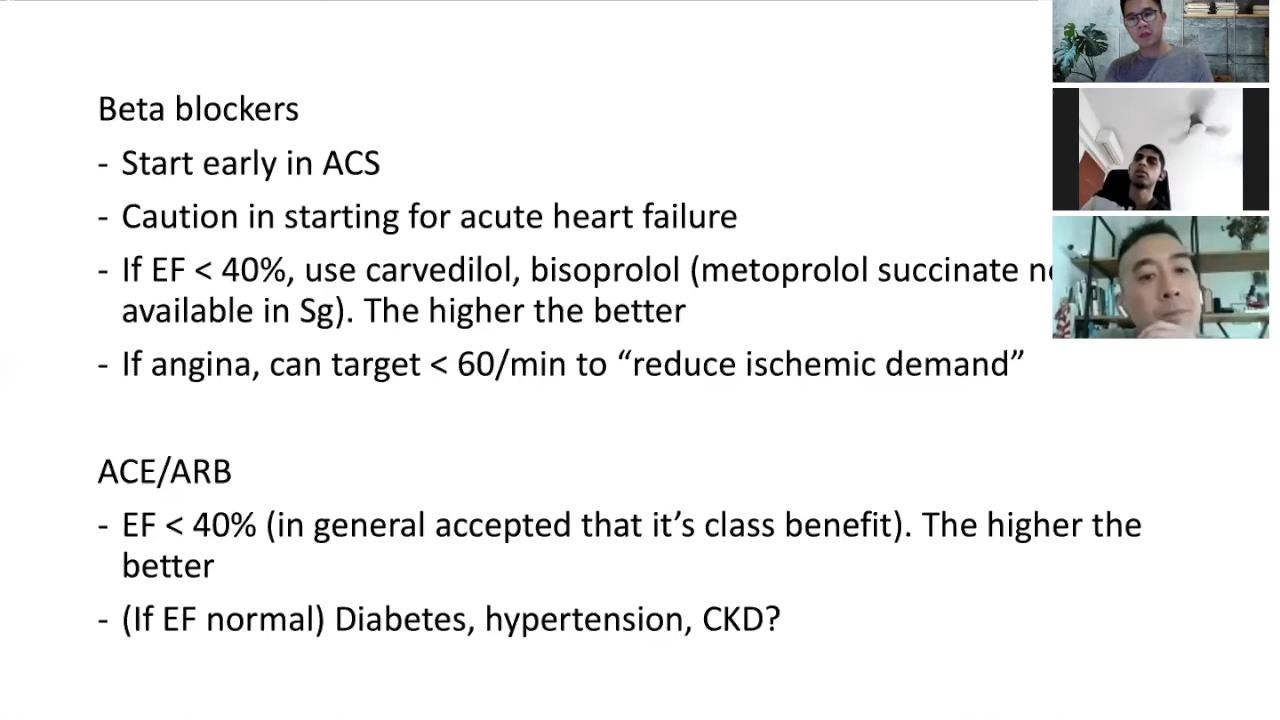 Beta blockers
- Start early in ACS
- Caution in starting for acute heart failure
- If EF < 40%, use carvedilol, bisoprolol (metoprolol succinate
available in Sg). The higher the better
- If angina, can target < 60/min to “reduce ischemic demand”
ACE/ARB
- EF < 40% (in general accepted that it’s class benefit). The higher the
better
- (If EF normal) Diabetes, hypertension, CKD?